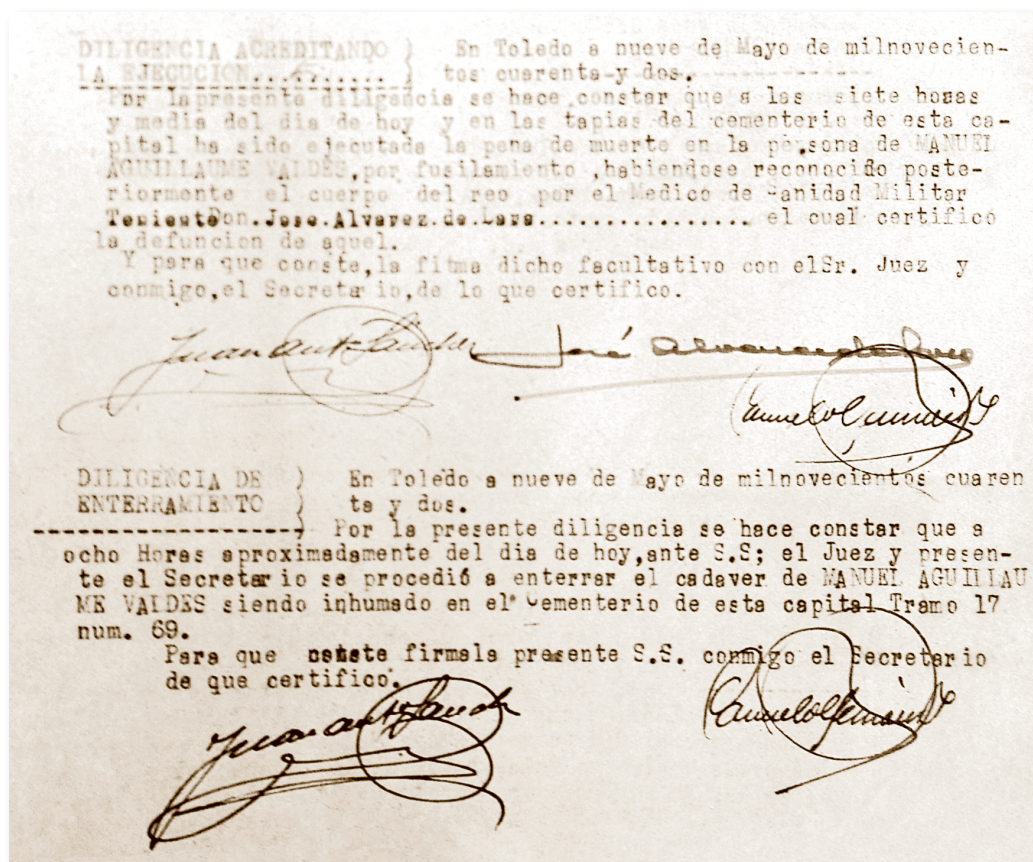 DILIGENCIA ACREDITANDO ) En Toledo a nueve de Mayo de milnovecien-
LA EJECUCION........ ) tos cuarenta y dos.------------
Por lapresente diligencia se hace constar que a las siete horas
y media del dia de hoy y en las tapias del cementerio de esta ca-
pital ha sido ejecutada la pena de muerte en la persona de MANUEL
AGUILLAUME VALDES,por fusilamiento ,habiendose reconocido poste-
riormente el cuerpo del reo por el Medico de Sanidad Militar
Teniente Don.Jose.Alvarez.de.Lara................. el cual certificó
la defuncion de aquel.
Y para que conste,la fitma dicho facultativo con elSr. Juez y
conmigo,el Secretario,de lo que certifico.
José Alvarez de Lara
DILIGENCIA DE ) En Toledo a nueve de Mayo de milnovecientos cuaren
ENTERRAMIENTO ) ta y dos.
------------------) Por la presente diligencia se hace constar que a
ocho Horas aproximadamente del dia de hoy,ante S.S; el Juez y presen-
te el Secretario se procedió a enterrar el cadaver de MANUEL AGUILLAU
ME VALDES siendo inhumado en el Cementerio de esta capital Tramo 17
num. 69.
Para que conste firmala presente S.S. conmigo el Secretario
de que certifico.